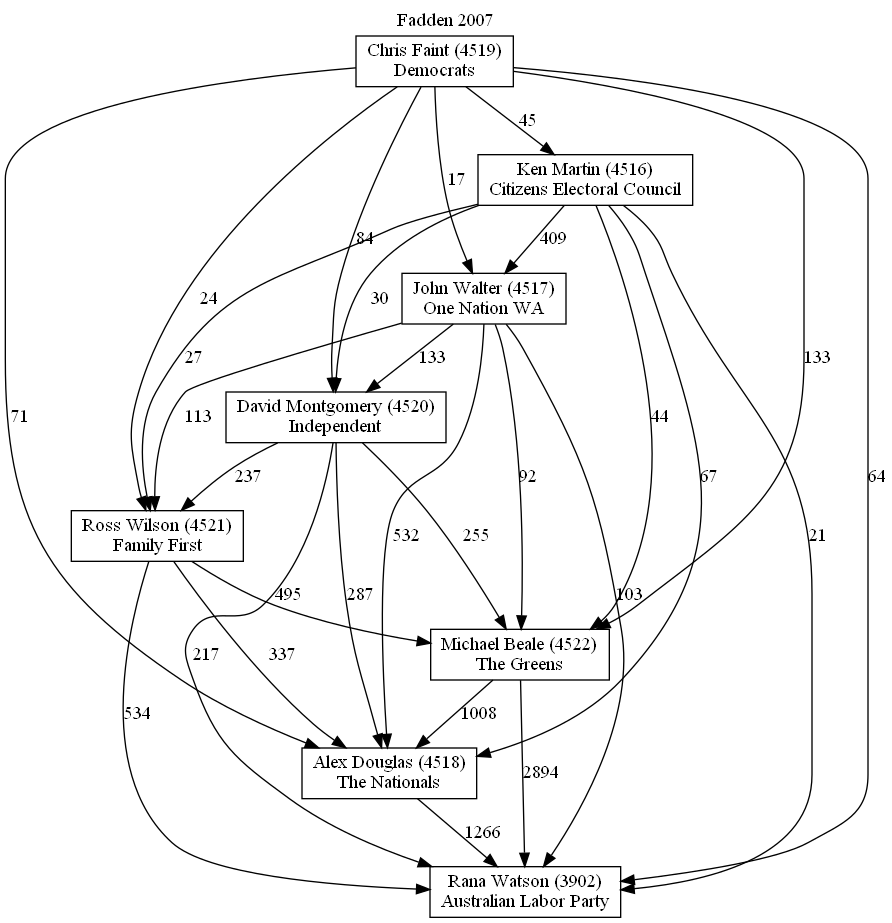 Fadden 2007
Chris Faint (4519)
Democrats
45
Ken Martin (4516)
Citizens Electoral Council
17
84
409
John Walter (4517)
One Nation WA
24
30
27
133
133
David Montgomery (4520)
Independent
71
113
44
237
92
67
64
Ross Wilson (4521)
Family First
532
255
21
495
287
103
Michael Beale (4522)
The Greens
217
337
534
1008
Alex Douglas (4518)
The Nationals
2894
1266
Rana Watson (3902)
Australian Labor Party